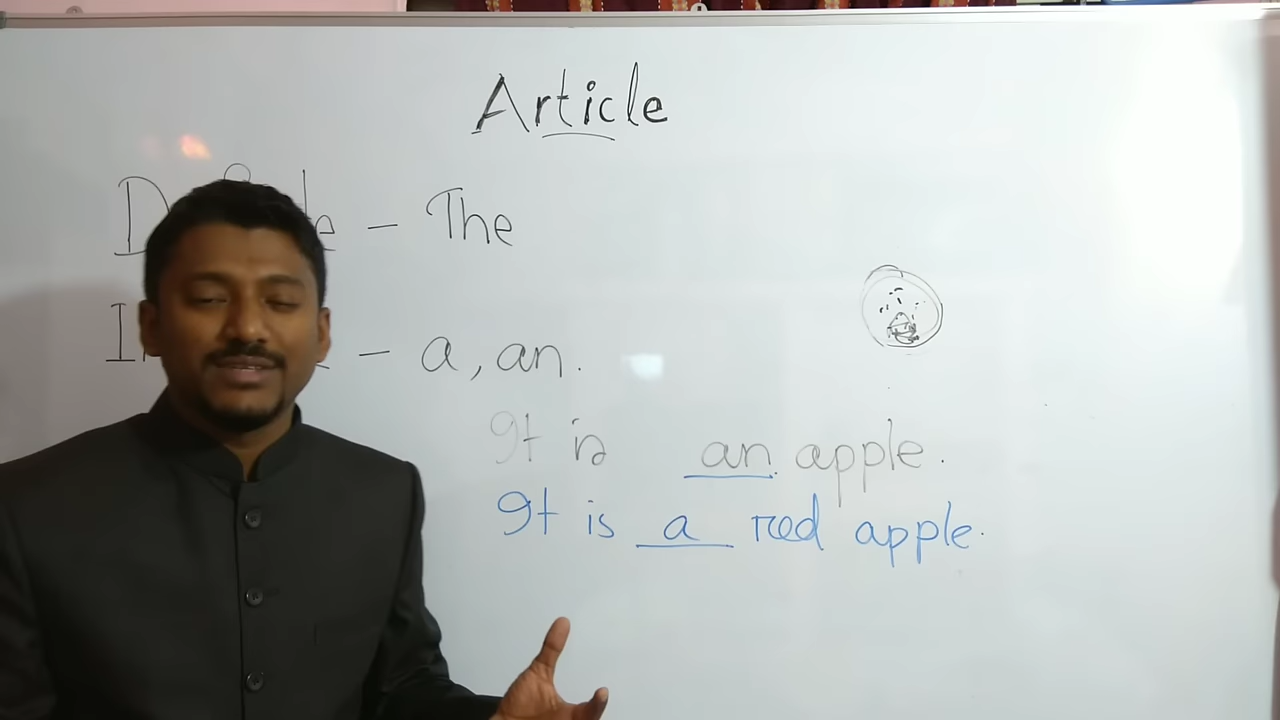 Article
- The
- a, an.
It is an apple.
It is a red apple.